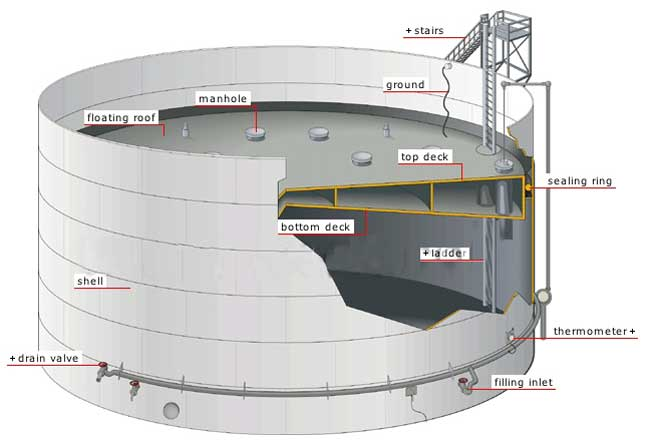 +stairs
ground
manhole
floating roof
top deck
sealing ring
bottom deck
+ladder
shell
thermometer+
+drain valve
filling inlet